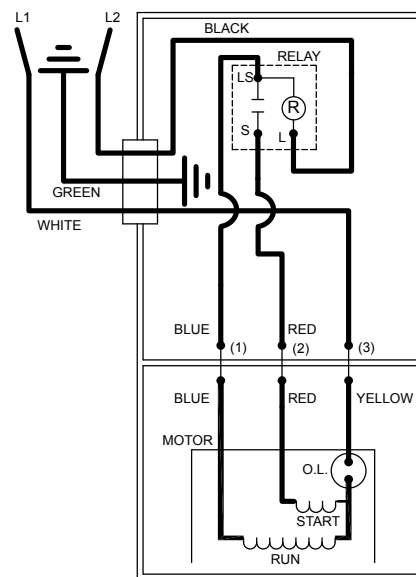 L1
L2
BLACK
RELAY
LS
R
S
L
GREEN
WHITE
BLUE
RED
(1)
(2)
(3)
BLUE
RED
YELLOW
MOTOR
O.L.
START
RUN